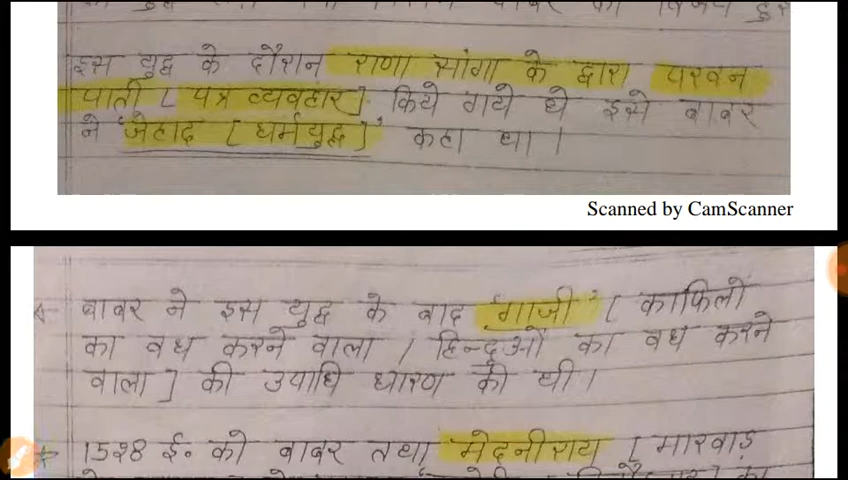 इस युद्ध के दौरान राणा सांगा के द्वारा परवन
पाती [ पत्र व्यवहार ] किये गये थे इसे बाबर
ने 'जेहाद [ धर्मयुद्ध ]' कहा था ।
Scanned by CamScanner
बाबर ने इस युद्ध के बाद 'गाजी' [ काफिलों
का वध करने वाला / हिन्दुओं का वध करने
वाला ] की उपाधि धारण की थी ।
1528 ई. को बाबर तथा मेदनीराय [ मारवाड़